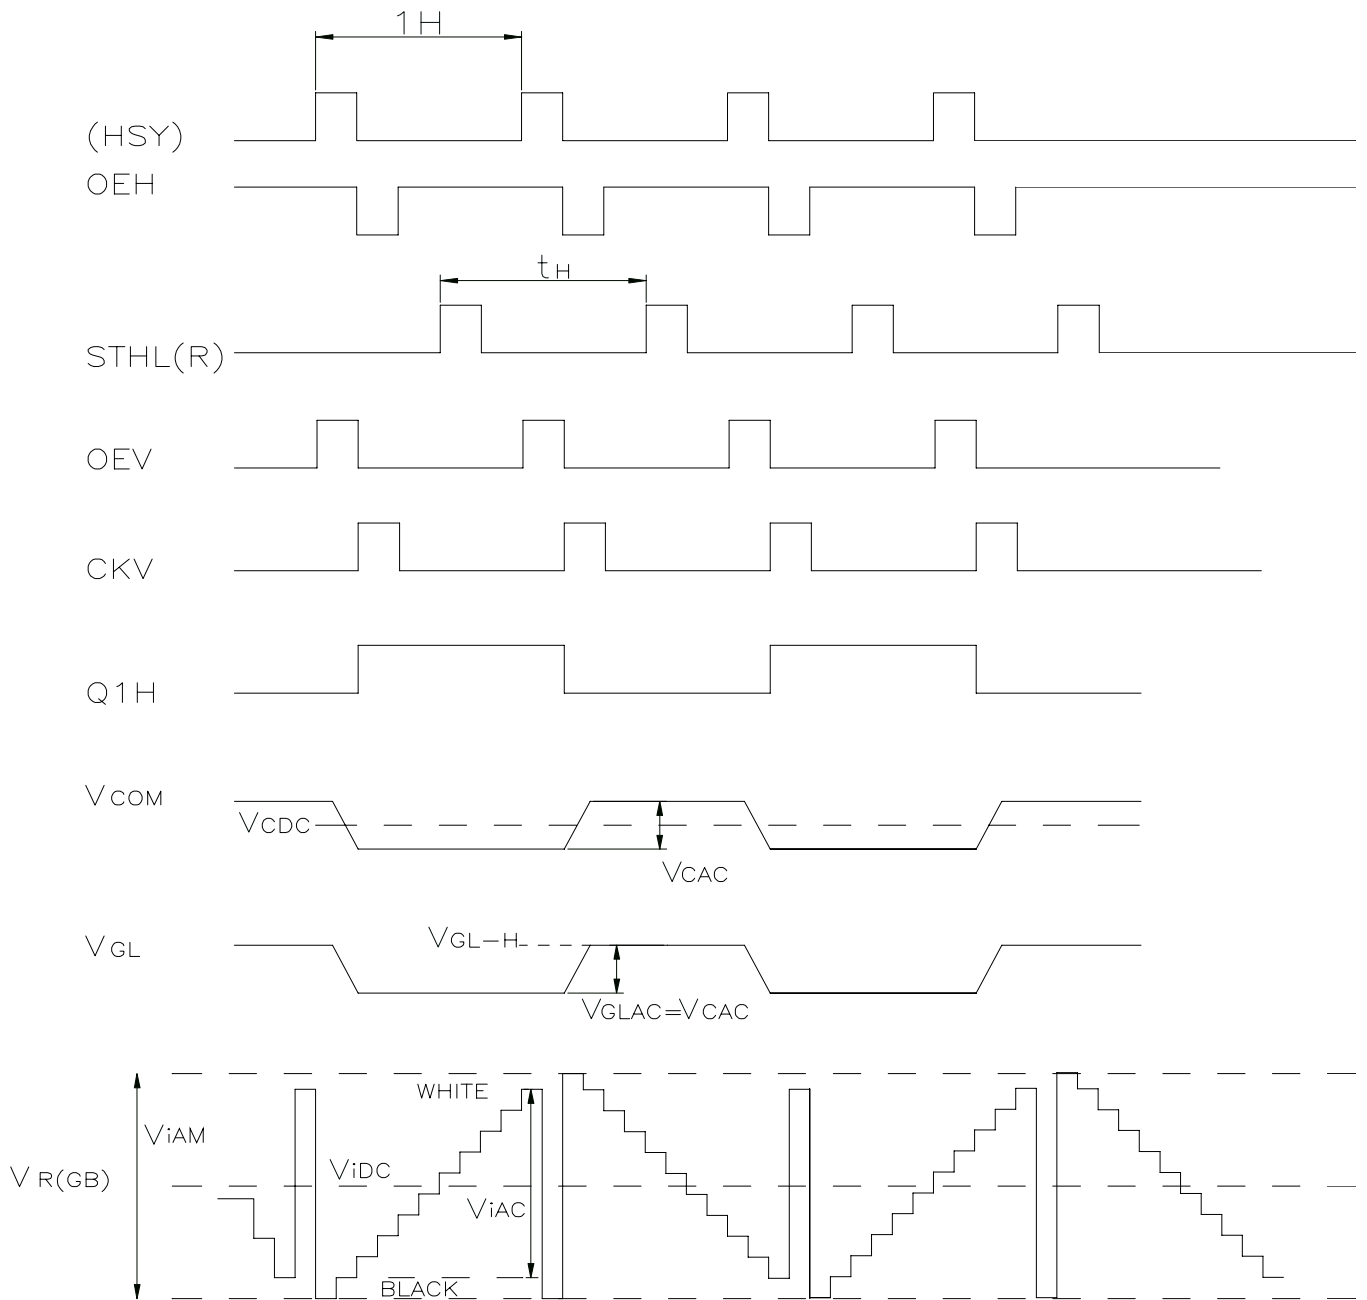 1H
(HSY)
OEH
tH
STHL(R)
OEV
CKV
Q1H
VCOM
VCDC
VCAC
VGL
VGL-H
VGLAC=VCAC
WHITE
ViAM
ViDC
VR(GB)
ViAC
BLACK